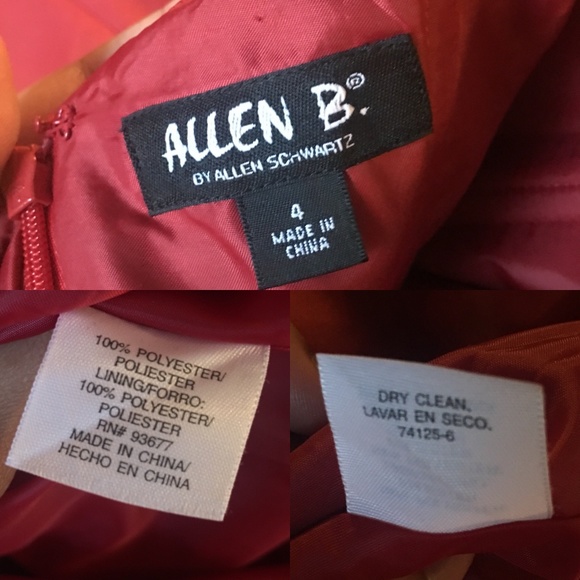 ALLEN B.®
BY ALLEN SCHWARTZ
4
MADE IN
CHINA
100% POLYESTER/
POLIESTER
LINING/FORRO:
100% POLYESTER/
POLIESTER
RN# 93677
MADE IN CHINA/
HECHO EN CHINA
DRY CLEAN.
LAVAR EN SECO.
74125-6